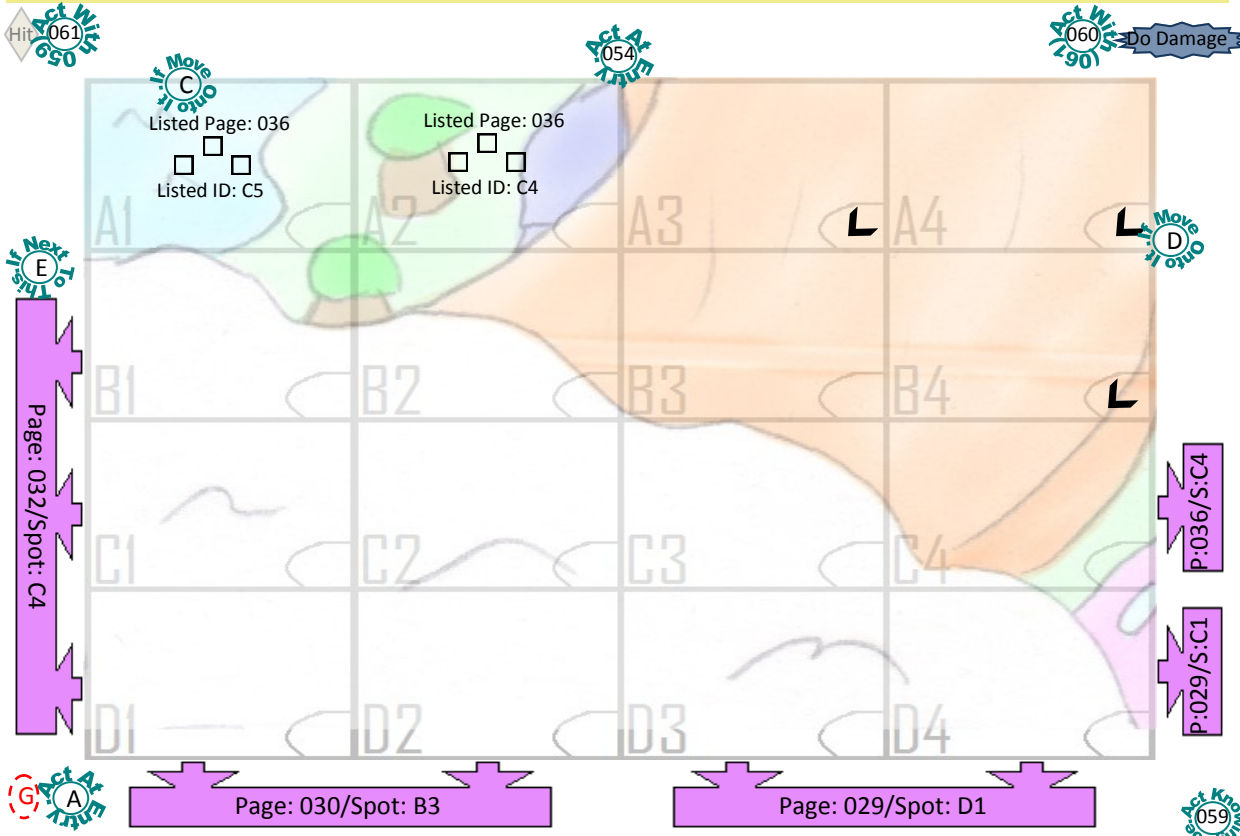 Hit
Act With 059
061
Act At Entry.
054
Act With (061)
060
Do Damage
If Move Onto It.
C
Listed Page: 036
Listed ID: C5
Listed Page: 036
Listed ID: C4
A1
A2
A3
A4
If Move Onto It.
D
If Next To This.
E
B1
B2
B3
B4
Page: 032/Spot: C4
P:036/S:C4
C1
C2
C3
C4
P:029/S:C1
D1
D2
D3
D4
G
Act At Entry.
A
Page: 030/Spot: B3
Page: 029/Spot: D1
059